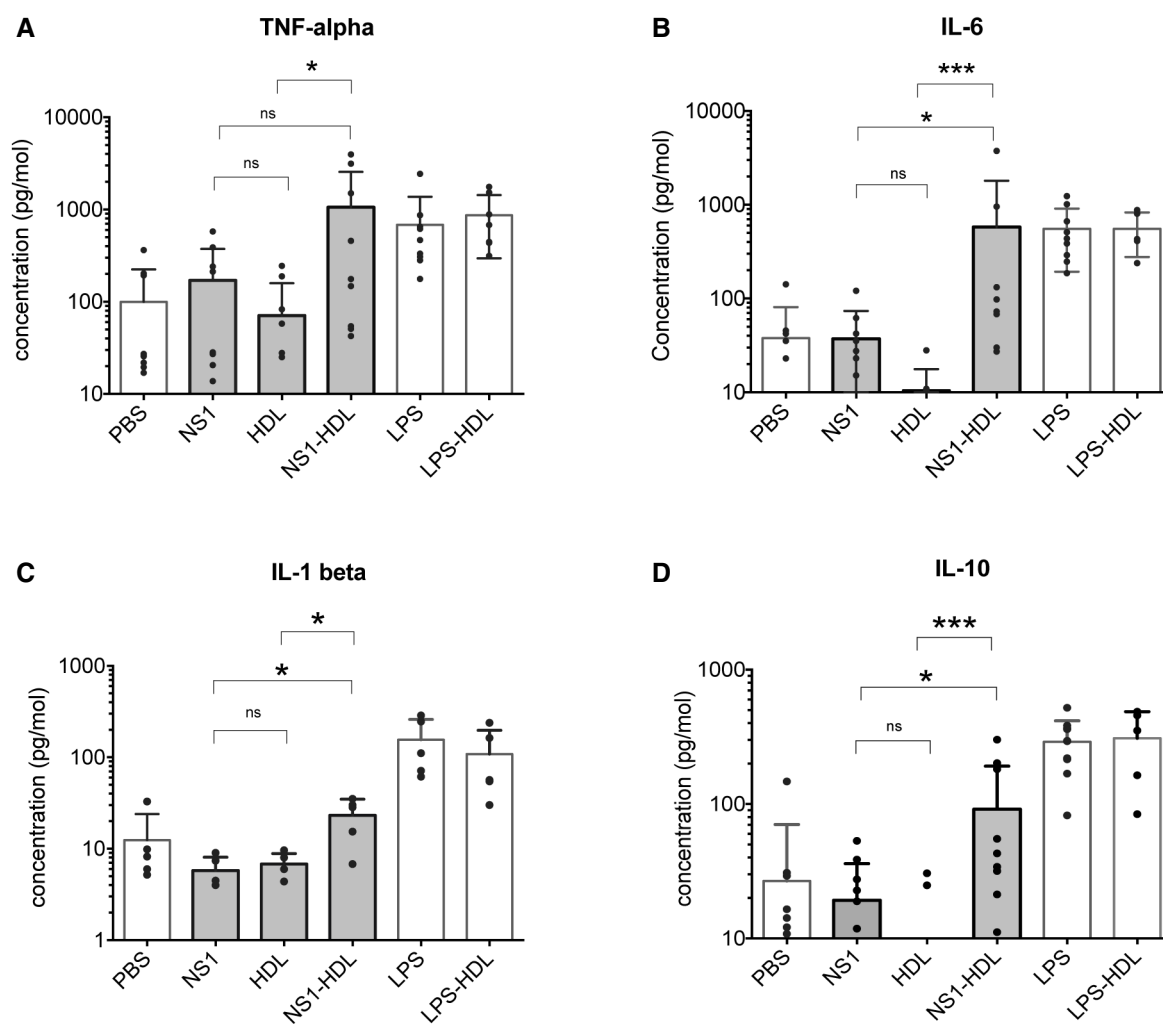 A
TNF-alpha
*
ns
ns
concentration (pg/mol)
10000
1000
100
10
PBS
NS1
HDL
NS1-HDL
LPS
LPS-HDL
B
IL-6
***
*
ns
Concentration (pg/mol)
10000
1000
100
10
PBS
NS1
HDL
NS1-HDL
LPS
LPS-HDL
C
IL-1 beta
*
*
ns
concentration (pg/mol)
1000
100
10
1
PBS
NS1
HDL
NS1-HDL
LPS
LPS-HDL
D
IL-10
***
*
ns
concentration (pg/mol)
1000
100
10
PBS
NS1
HDL
NS1-HDL
LPS
LPS-HDL